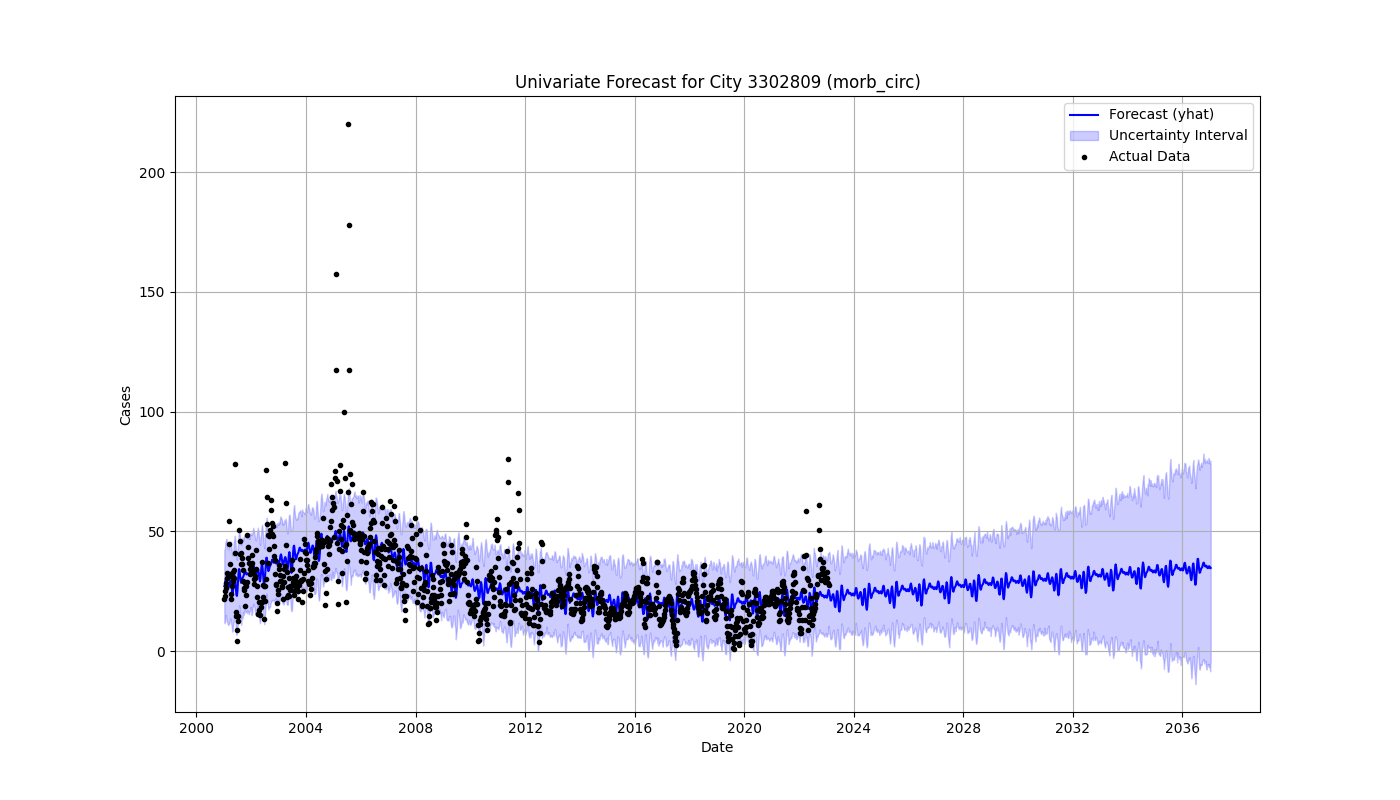 Univariate Forecast for City 3302809 (morb_circ)
Forecast (yhat)
Uncertainty Interval
Actual Data
Cases
200
150
100
50
0
2000 2004 2008 2012 2016 2020 2024 2028 2032 2036
Date